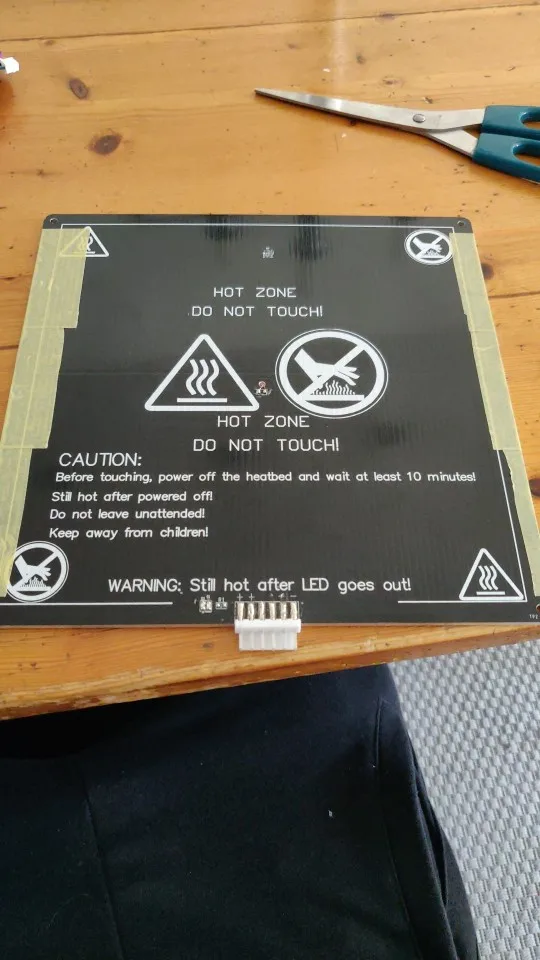 HOT ZONE
DO NOT TOUCH!
HOT ZONE
DO NOT TOUCH!
CAUTION:
Before touching, power off the heatbed and wait at least 10 minutes!
Still hot after powered off!
Do not leave unattended!
Keep away from children!
WARNING: Still hot after LED goes out!